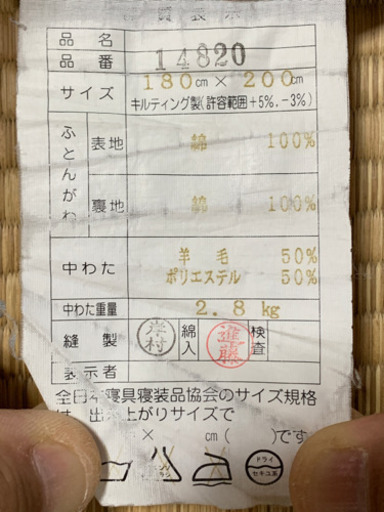 品名
品番 14820
サイズ 180cm × 200cm
キルティング製(許容範囲+5%,-3%)
ふとんがわ 表地 綿 100%
裏地 綿 100%
中わた 羊毛 50%
ポリエステル 50%
中わた重量 2.8 kg
縫製 岸村 綿入 進藤 検査
表示者
全日本寝具寝装品協会のサイズ規格
は、出来上がりサイズで
× cm( )です
ドライ
セキユ系